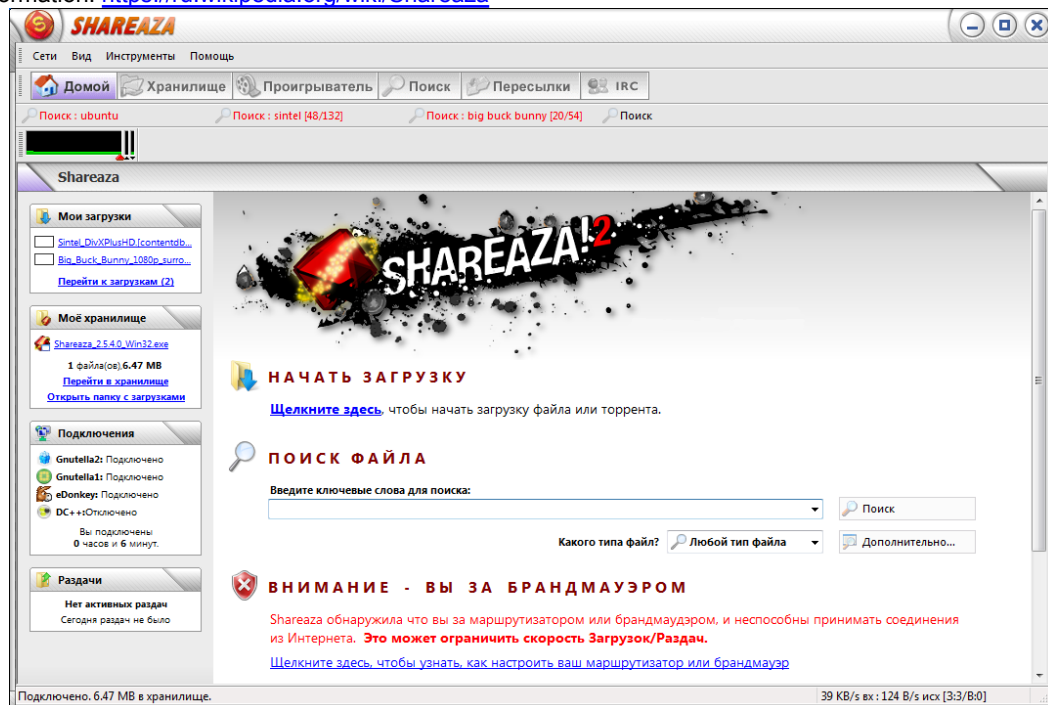 ormation: https://ru.wikipedia.org/wiki/Shareaza
SHAREAZA
Сети Вид Инструменты Помощь
Домой Хранилище Проигрыватель Поиск Пересылки IRC
Поиск : ubuntu Поиск : sintel [48/132] Поиск : big buck bunny [20/54] Поиск
Shareaza
Мои загрузки
Sintel_DivXPlusHD.[contentdb...
Big_Buck_Bunny_1080p_surro...
Перейти к загрузкам (2)
Моё хранилище
Shareaza_2.5.4.0_Win32.exe
1 файла(ов),6.47 MB
Перейти в хранилище
Открыть папку с загрузками
Подключения
Gnutella2: Подключено
Gnutella1: Подключено
eDonkey: Подключено
DC++:Отключено
Вы подключены
0 часов и 6 минут.
Раздачи
Нет активных раздач
Сегодня раздач не было
SHAREAZA!2
НАЧАТЬ ЗАГРУЗКУ
Щелкните здесь, чтобы начать загрузку файла или торрента.
ПОИСК ФАЙЛА
Введите ключевые слова для поиска:
Поиск
Какого типа файл? Любой тип файла Дополнительно...
ВНИМАНИЕ - ВЫ ЗА БРАНДМАУЭРОМ
Shareaza обнаружила что вы за маршрутизатором или брандмаудэром, и неспособны принимать соединения
из Интернета. Это может ограничить скорость Загрузок/Раздач.
Щелкните здесь, чтобы узнать, как настроить ваш маршрутизатор или брандмауэр
Подключено. 6.47 MB в хранилище. 39 KB/s вх : 124 B/s исх [3:3/B:0]